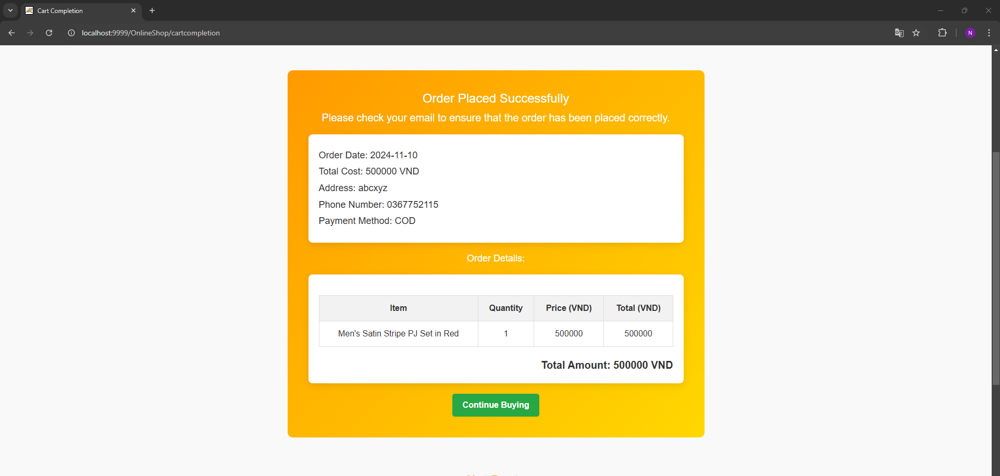 Cart Completion
localhost:9999/OnlineShop/cartcompletion
N
Order Placed Successfully
Please check your email to ensure that the order has been placed correctly.
Order Date: 2024-11-10
Total Cost: 500000 VND
Address: abcxyz
Phone Number: 0367752115
Payment Method: COD
Order Details:
Item Quantity Price (VND) Total (VND)
Men's Satin Stripe PJ Set in Red 1 500000 500000
Total Amount: 500000 VND
Continue Buying